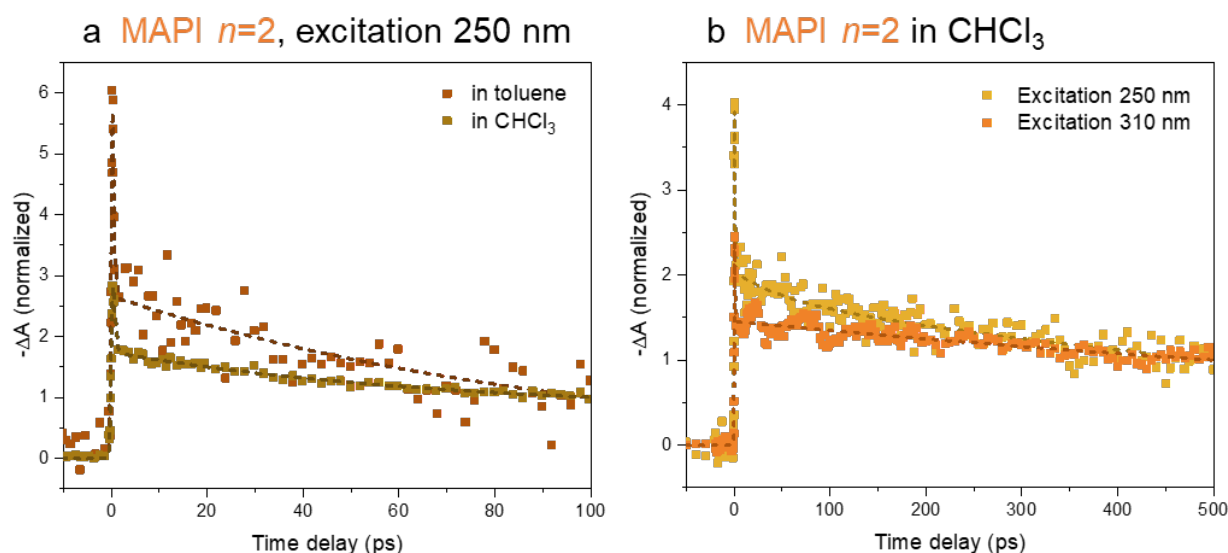 a MAPI n=2, excitation 250 nm
6
5
4
3
2
1
0
-ΔA (normalized)
in toluene
in CHCl₃
0 20 40 60 80 100
Time delay (ps)
b MAPI n=2 in CHCl₃
4
3
2
1
0
-ΔA (normalized)
Excitation 250 nm
Excitation 310 nm
0 100 200 300 400 500
Time delay (ps)